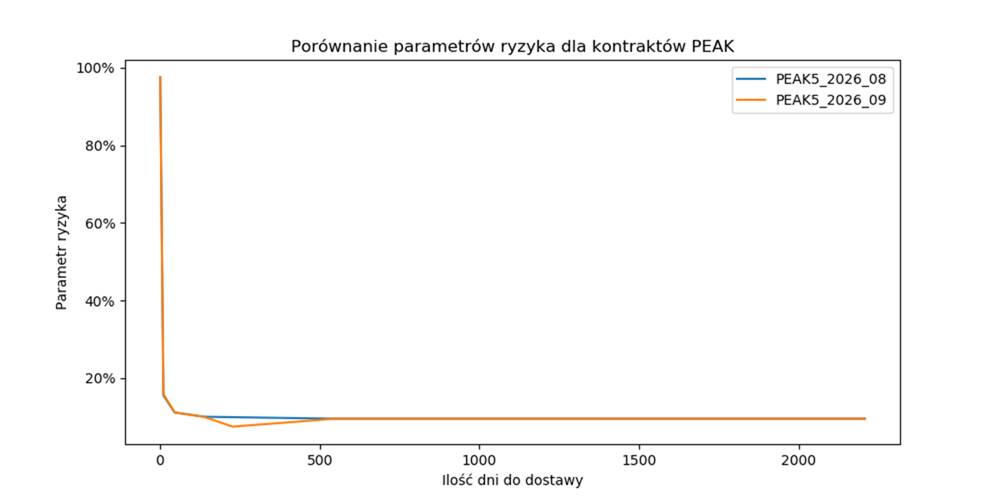 Porównanie parametrów ryzyka dla kontraktów PEAK
100%
80%
60%
40%
20%
Parametr ryzyka
PEAK5_2026_08
PEAK5_2026_09
0
500
1000
1500
2000
Ilość dni do dostawy